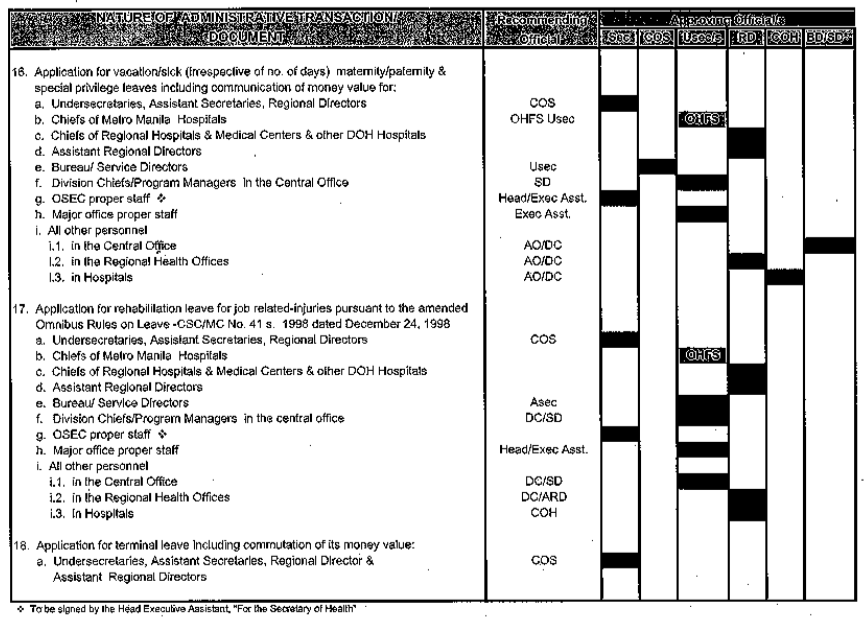 NATURE OF ADMINISTRATIVE TRANSACTION/ Recommending Approving Official/s
DOCUMENT Official Sec COS Usec/s RD COH BD/SD
16. Application for vacation/sick (irrespective of no. of days) maternity/paternity &
special privilege leaves including communication of money value for:
a. Undersecretaries, Assistant Secretaries, Regional Directors COS
b. Chiefs of Metro Manila Hospitals OHFS Usec OHFS
c. Chiefs of Regional Hospitals & Medical Centers & other DOH Hospitals
d. Assistant Regional Directors
e. Bureau/ Service Directors Usec
f. Division Chiefs/Program Managers in the Central Office SD
g. OSEC proper staff ❖ Head/Exec Asst.
h. Major office proper staff Exec Asst.
i. All other personnel
i.1. in the Central Office AO/DC
i.2. in the Regional Health Offices AO/DC
i.3. in Hospitals AO/DC
17. Application for rehabilitation leave for job related-injuries pursuant to the amended
Omnibus Rules on Leave -CSC/MC No. 41 s. 1998 dated December 24, 1998
a. Undersecretaries, Assistant Secretaries, Regional Directors COS
b. Chiefs of Metro Manila Hospitals OHFS
c. Chiefs of Regional Hospitals & Medical Centers & other DOH Hospitals
d. Assistant Regional Directors
e. Bureau/ Service Directors Asec
f. Division Chiefs/Program Managers in the central office DC/SD
g. OSEC proper staff ❖
h. Major office proper staff Head/Exec Asst.
i. All other personnel
i.1. in the Central Office DC/SD
i.2. in the Regional Health Offices DC/ARD
i.3. in Hospitals COH
18. Application for terminal leave including commutation of its money value:
a. Undersecretaries, Assistant Secretaries, Regional Director & COS
Assistant Regional Directors
❖ To be signed by the Head Executive Assistant, "For the Secretary of Health"